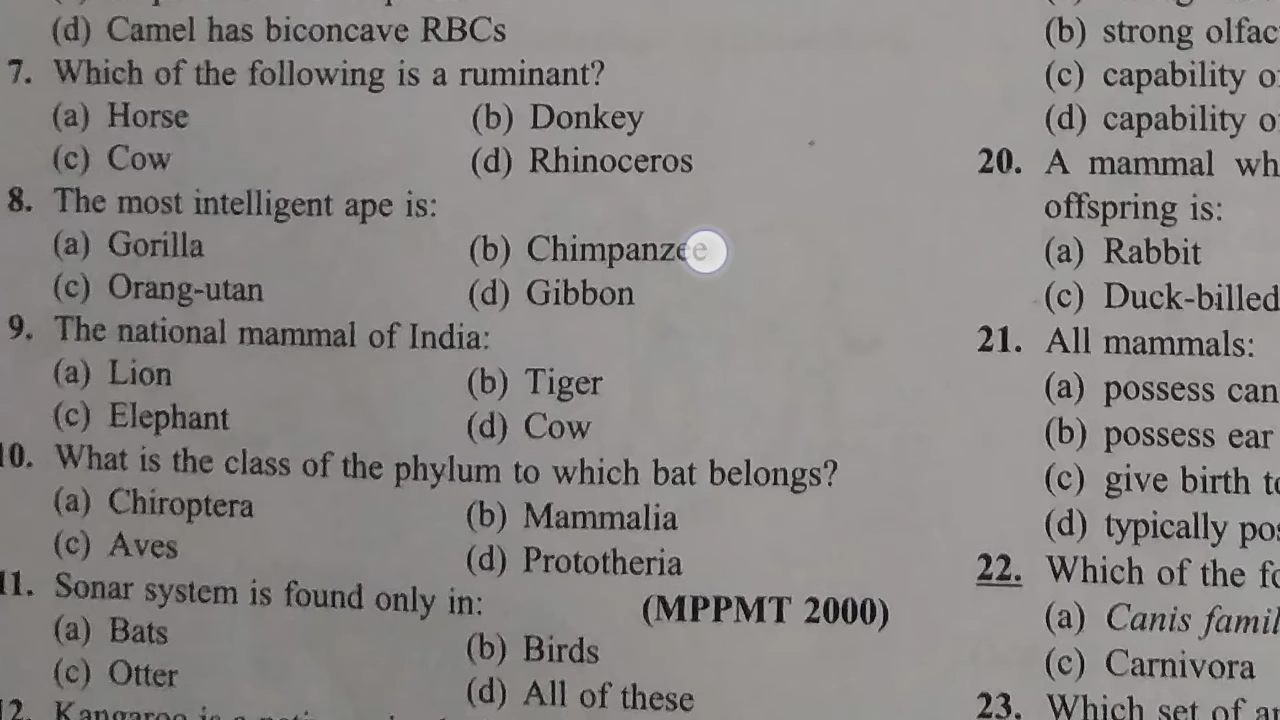 (d) Camel has biconcave RBCs
7. Which of the following is a ruminant?
(a) Horse (b) Donkey
(c) Cow (d) Rhinoceros
8. The most intelligent ape is:
(a) Gorilla (b) Chimpanzee
(c) Orang-utan (d) Gibbon
9. The national mammal of India:
(a) Lion (b) Tiger
(c) Elephant (d) Cow
10. What is the class of the phylum to which bat belongs?
(a) Chiroptera (b) Mammalia
(c) Aves (d) Prototheria
11. Sonar system is found only in: (MPPMT 2000)
(a) Bats (b) Birds
(c) Otter (d) All of these
12. Kangaroo is a
(b) strong
(c) capability
(d) capability
20. A mammal
offspring is:
(a) Rabbit
(c) Duck-billed
21. All mammals:
(a) possess
(b) possess ear
(c) give birth
(d) typically
22. Which of the
(a) Canis
(c) Carnivora
23. Which set of